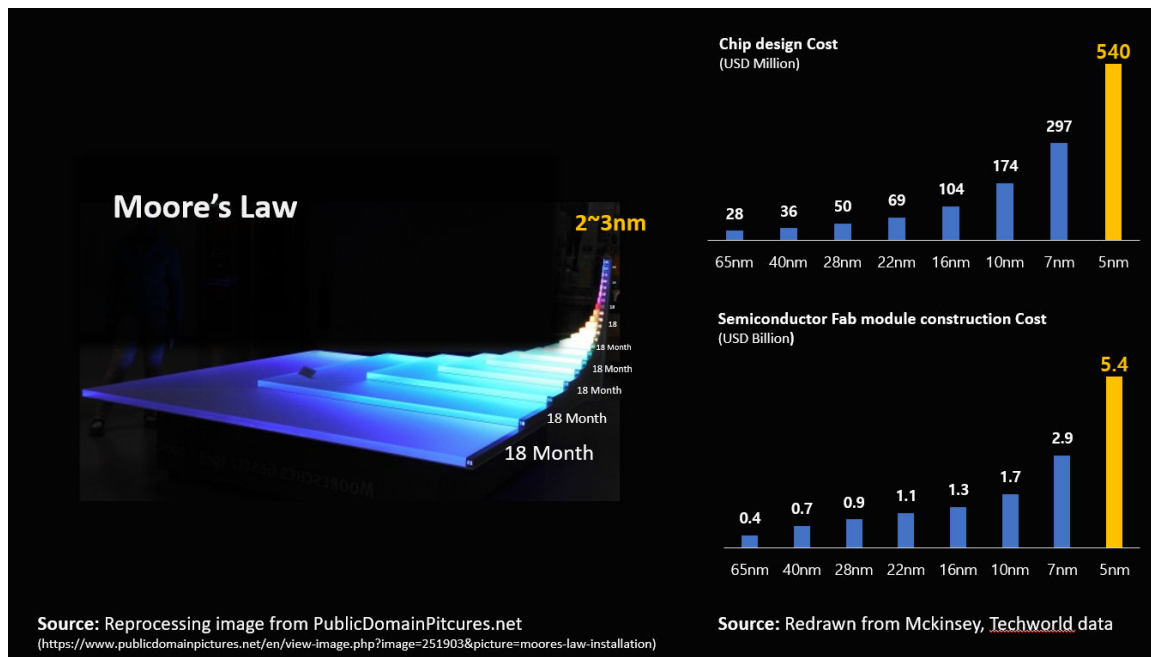 Moore's Law
2~3nm
18
18 Month
18 Month
18 Month
18 Month
18 Month
Source: Reprocessing image from PublicDomainPitcures.net
(https://www.publicdomainpictures.net/en/view-image.php?image=251903&picture=moores-law-installation)
Chip design Cost
(USD Million)
28 36 50 69 104 174 297 540
65nm 40nm 28nm 22nm 16nm 10nm 7nm 5nm
Semiconductor Fab module construction Cost
(USD Billion)
0.4 0.7 0.9 1.1 1.3 1.7 2.9 5.4
65nm 40nm 28nm 22nm 16nm 10nm 7nm 5nm
Source: Redrawn from Mckinsey, Techworld data